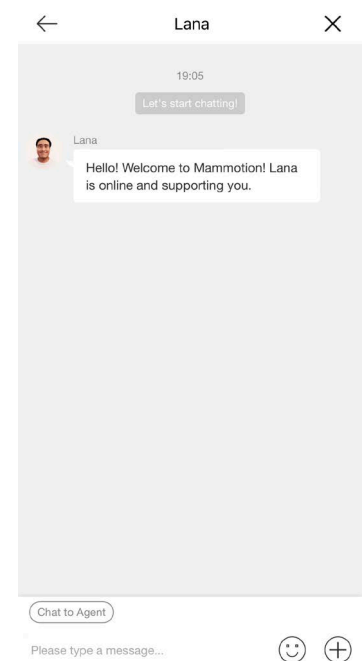 Lana
19:05
Let's start chatting!
Lana
Hello! Welcome to Mammotion! Lana
is online and supporting you.
Chat to Agent
Please type a message...